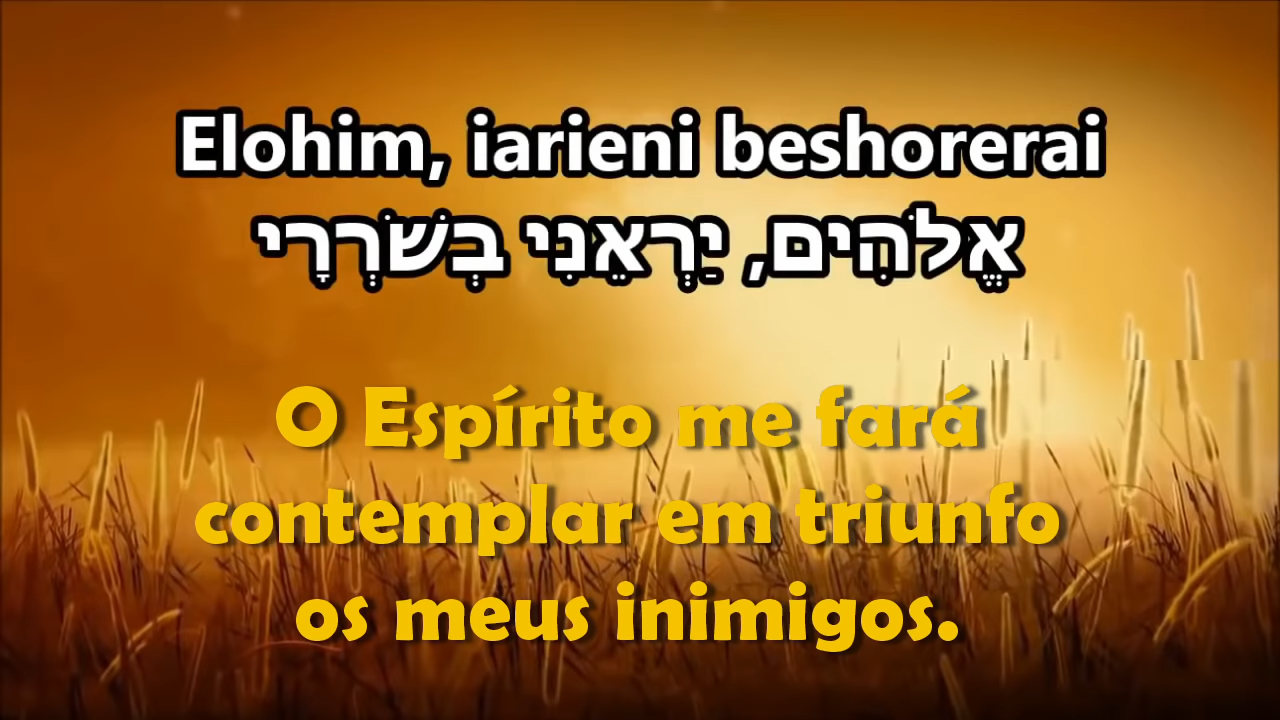 Elohim, iarieni beshorerai
אֱלֹהִים, יַרְאֵנִי בְּשֹׁרְרָי
O Espírito me fará
contemplar em triunfo
os meus inimigos.